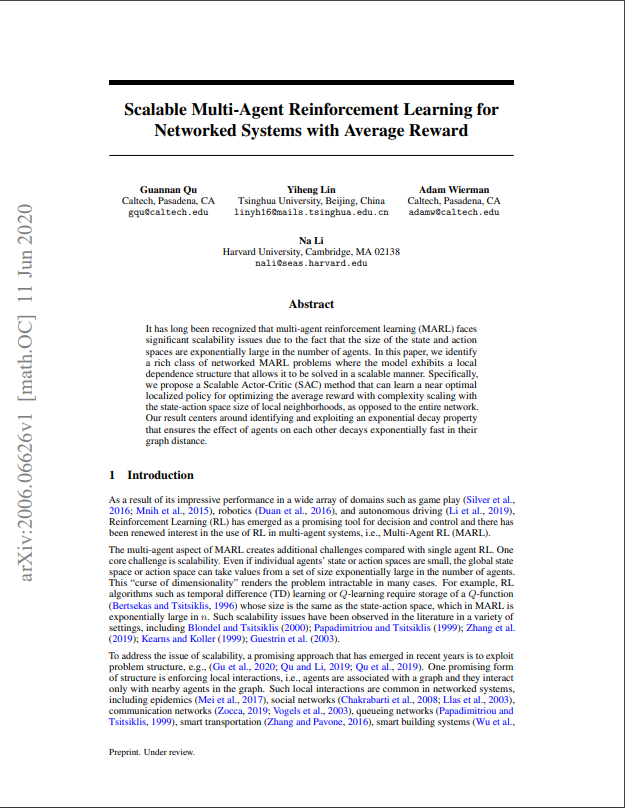 arXiv:2006.06626v1 [math.OC] 11 Jun 2020
Scalable Multi-Agent Reinforcement Learning for
Networked Systems with Average Reward
Guannan Qu
Caltech, Pasadena, CA
gqu@caltech.edu
Yiheng Lin
Tsinghua University, Beijing, China
linyh16@mails.tsinghua.edu.cn
Adam Wierman
Caltech, Pasadena, CA
adamw@caltech.edu
Na Li
Harvard University, Cambridge, MA 02138
nali@seas.harvard.edu
Abstract
It has long been recognized that multi-agent reinforcement learning (MARL) faces
significant scalability issues due to the fact that the size of the state and action
spaces are exponentially large in the number of agents. In this paper, we identify
a rich class of networked MARL problems where the model exhibits a local
dependence structure that allows it to be solved in a scalable manner. Specifically,
we propose a Scalable Actor-Critic (SAC) method that can learn a near optimal
localized policy for optimizing the average reward with complexity scaling with
the state-action space size of local neighborhoods, as opposed to the entire network.
Our result centers around identifying and exploiting an exponential decay property
that ensures the effect of agents on each other decays exponentially fast in their
graph distance.
1 Introduction
As a result of its impressive performance in a wide array of domains such as game play (Silver et al.,
2016; Mnih et al., 2015), robotics (Duan et al., 2016), and autonomous driving (Li et al., 2019),
Reinforcement Learning (RL) has emerged as a promising tool for decision and control and there has
been renewed interest in the use of RL in multi-agent systems, i.e., Multi-Agent RL (MARL).
The multi-agent aspect of MARL creates additional challenges compared with single agent RL. One
core challenge is scalability. Even if individual agents' state or action spaces are small, the global state
space or action space can take values from a set of size exponentially large in the number of agents.
This "curse of dimensionality" renders the problem intractable in many cases. For example, RL
algorithms such as temporal difference (TD) learning or Q-learning require storage of a Q-function
(Bertsekas and Tsitsiklis, 1996) whose size is the same as the state-action space, which in MARL is
exponentially large in n. Such scalability issues have been observed in the literature in a variety of
settings, including Blondel and Tsitsiklis (2000); Papadimitriou and Tsitsiklis (1999); Zhang et al.
(2019); Kearns and Koller (1999); Guestrin et al. (2003).
To address the issue of scalability, a promising approach that has emerged in recent years is to exploit
problem structure, e.g., (Gu et al., 2020; Qu and Li, 2019; Qu et al., 2019). One promising form
of structure is enforcing local interactions, i.e., agents are associated with a graph and they interact
only with nearby agents in the graph. Such local interactions are common in networked systems,
including epidemics (Mei et al., 2017), social networks (Chakrabarti et al., 2008; Llas et al., 2003),
communication networks (Zocca, 2019; Vogels et al., 2003), queueing networks (Papadimitriou and
Tsitsiklis, 1999), smart transportation (Zhang and Pavone, 2016), smart building systems (Wu et al.,
Preprint. Under review.